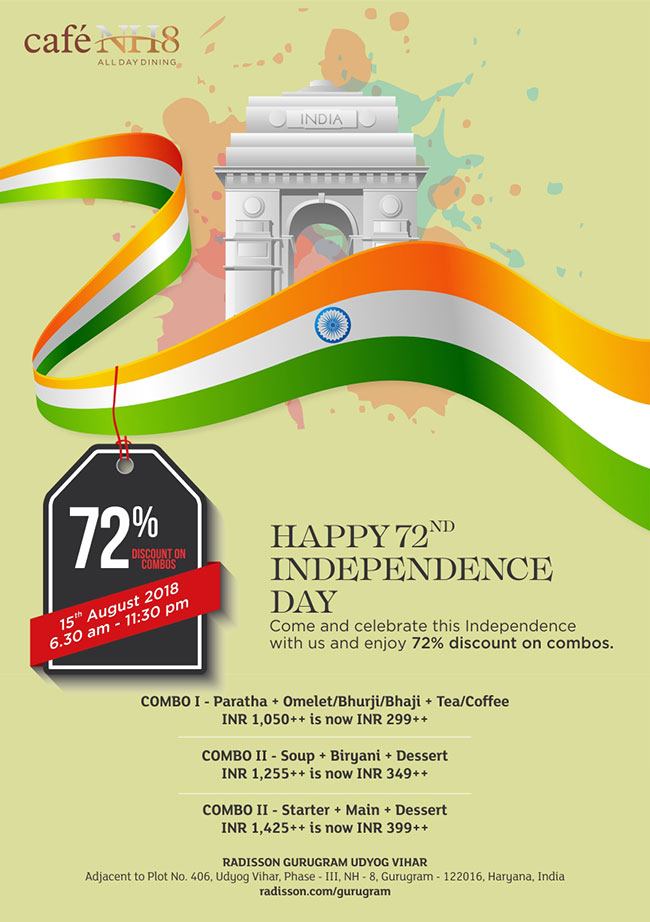 café NH8
ALL DAY DINING
INDIA
72%
DISCOUNT ON
COMBOS
15th August 2018
6.30 am - 11:30 pm
HAPPY 72ND
INDEPENDENCE
DAY
Come and celebrate this Independence
with us and enjoy 72% discount on combos.
COMBO I - Paratha + Omelet/Bhurji/Bhaji + Tea/Coffee
INR 1,050++ is now INR 299++
COMBO II - Soup + Biryani + Dessert
INR 1,255++ is now INR 349++
COMBO II - Starter + Main + Dessert
INR 1,425++ is now INR 399++
RADISSON GURUGRAM UDYOG VIHAR
Adjacent to Plot No. 406, Udyog Vihar, Phase - III, NH - 8, Gurugram - 122016, Haryana, India
radisson.com/gurugram